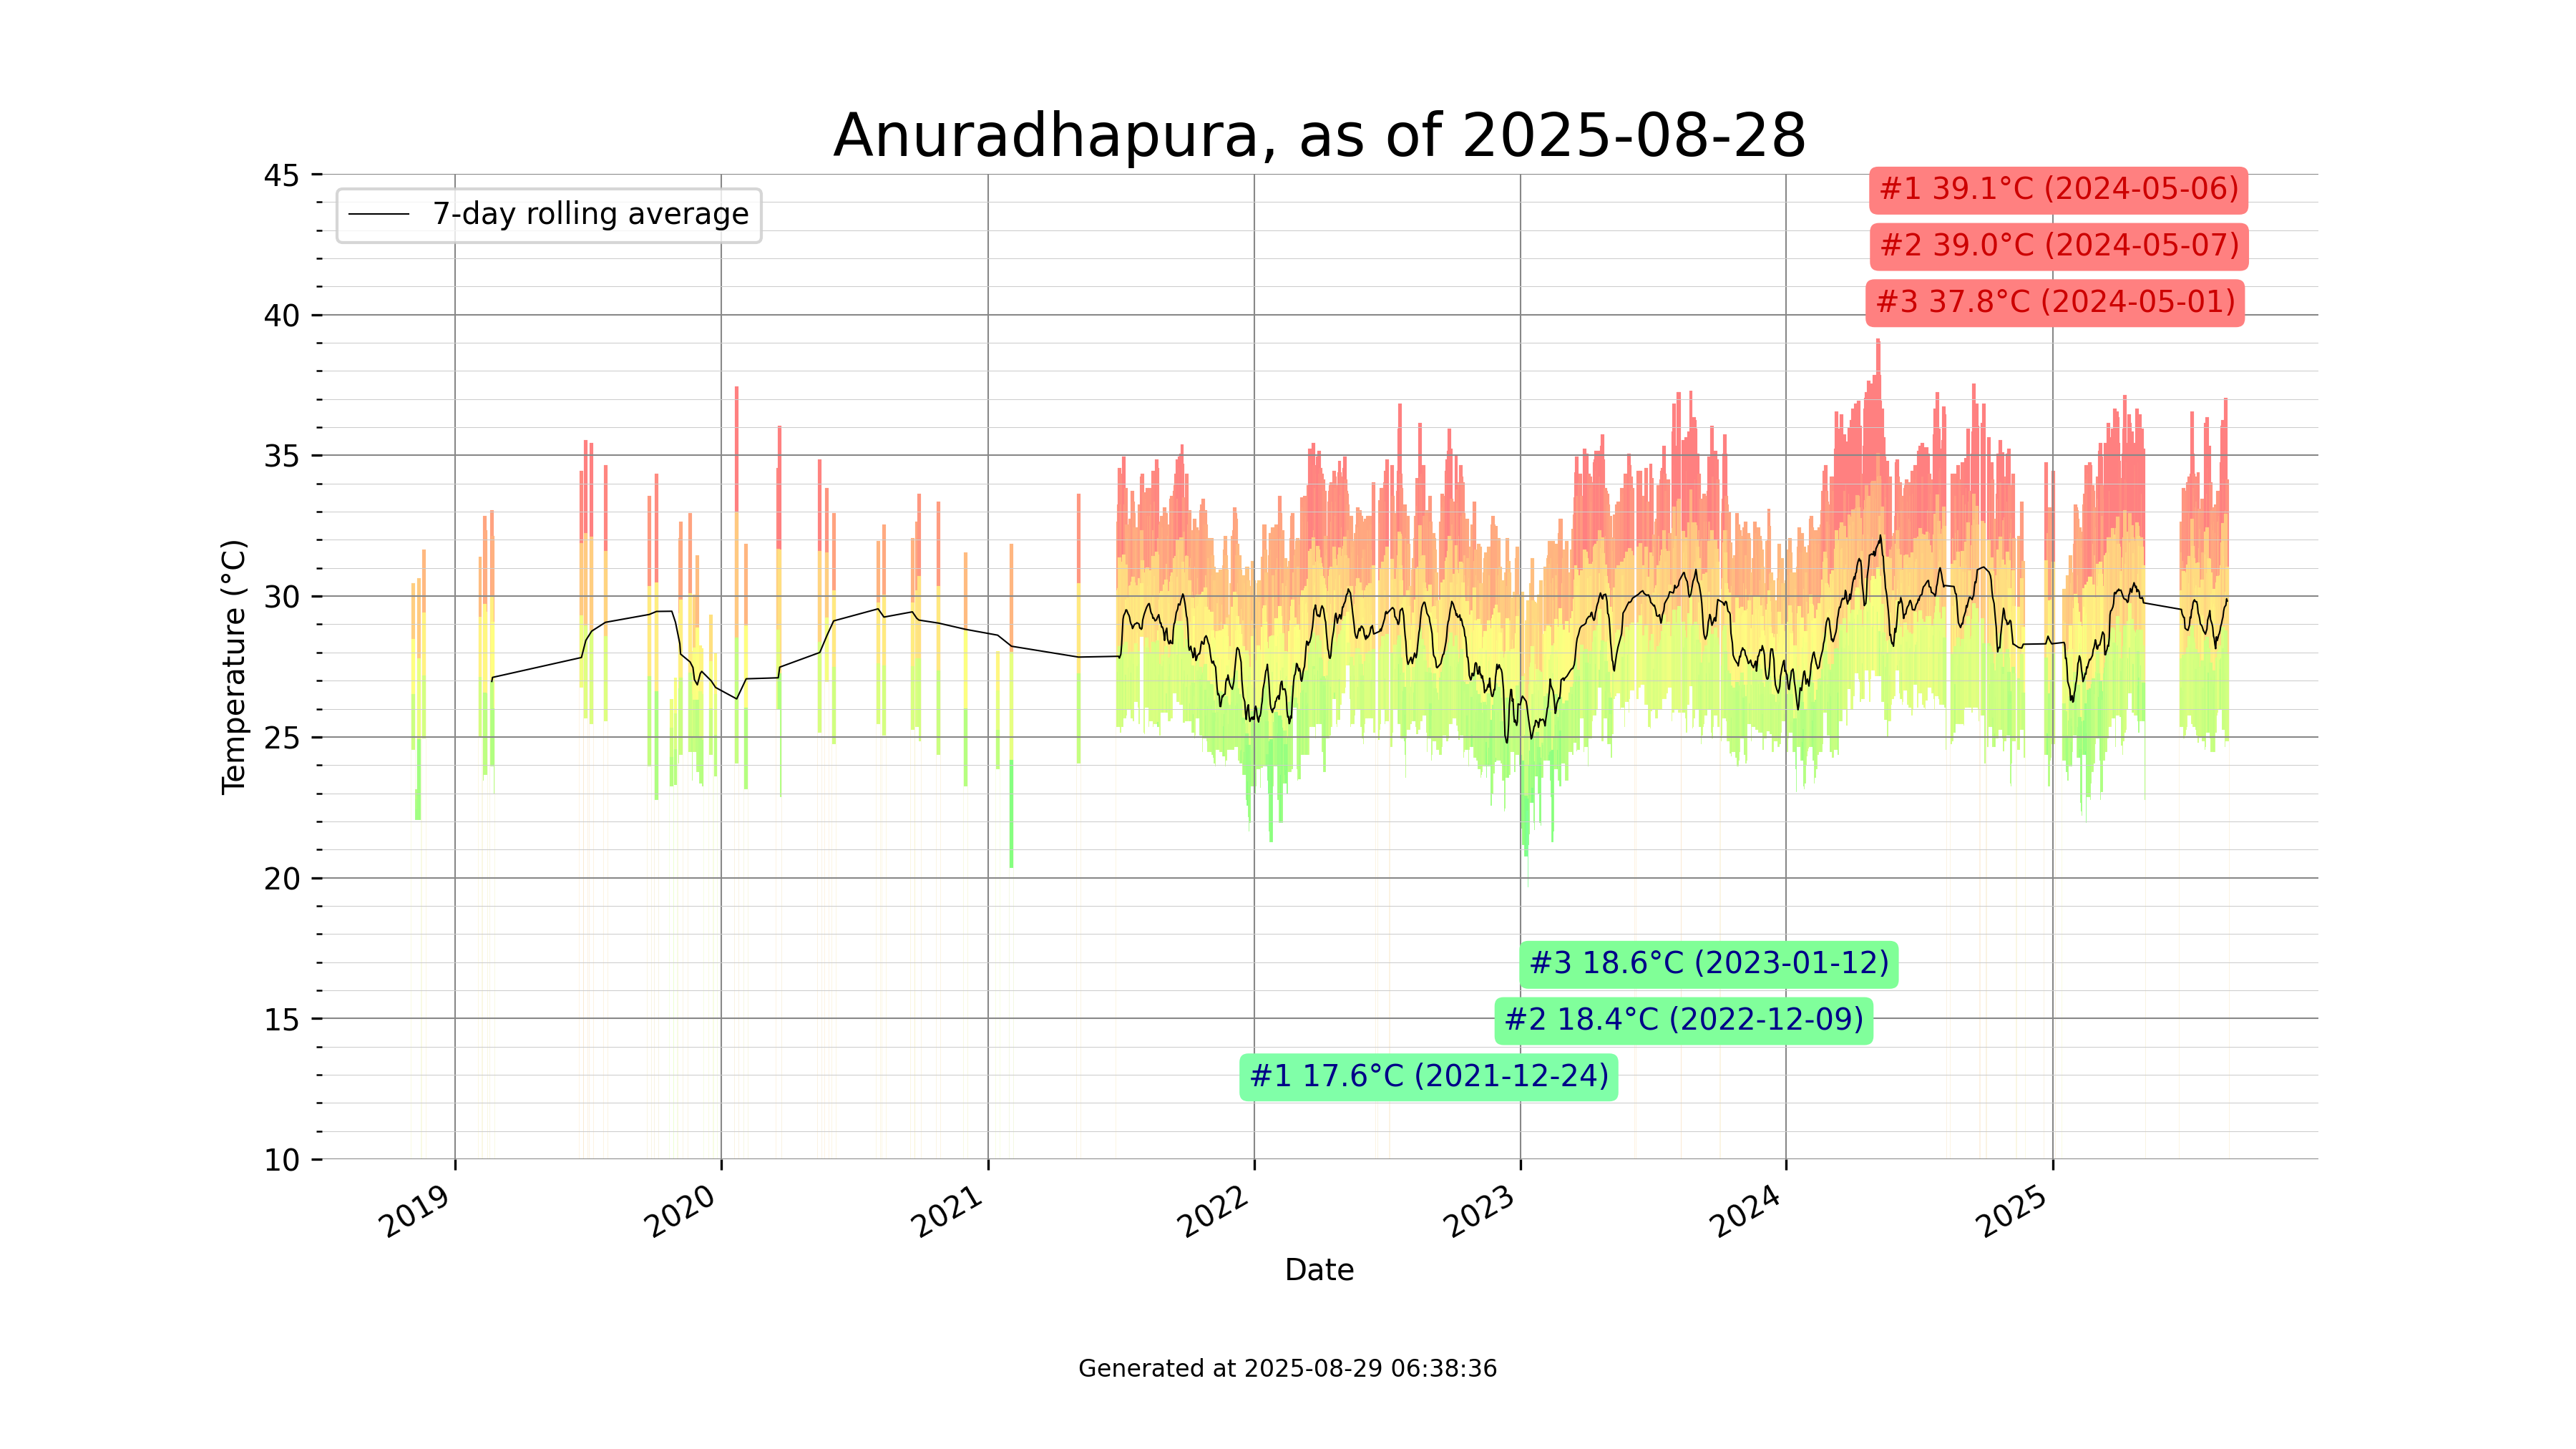 Anuradhapura, as of 2025-08-28
7-day rolling average
#1 39.1°C (2024-05-06)
#2 39.0°C (2024-05-07)
#3 37.8°C (2024-05-01)
45
40
35
30
25
20
15
10
Temperature (°C)
#3 18.6°C (2023-01-12)
#2 18.4°C (2022-12-09)
#1 17.6°C (2021-12-24)
2019
2020
2021
2022
2023
2024
2025
Date
Generated at 2025-08-29 06:38:36